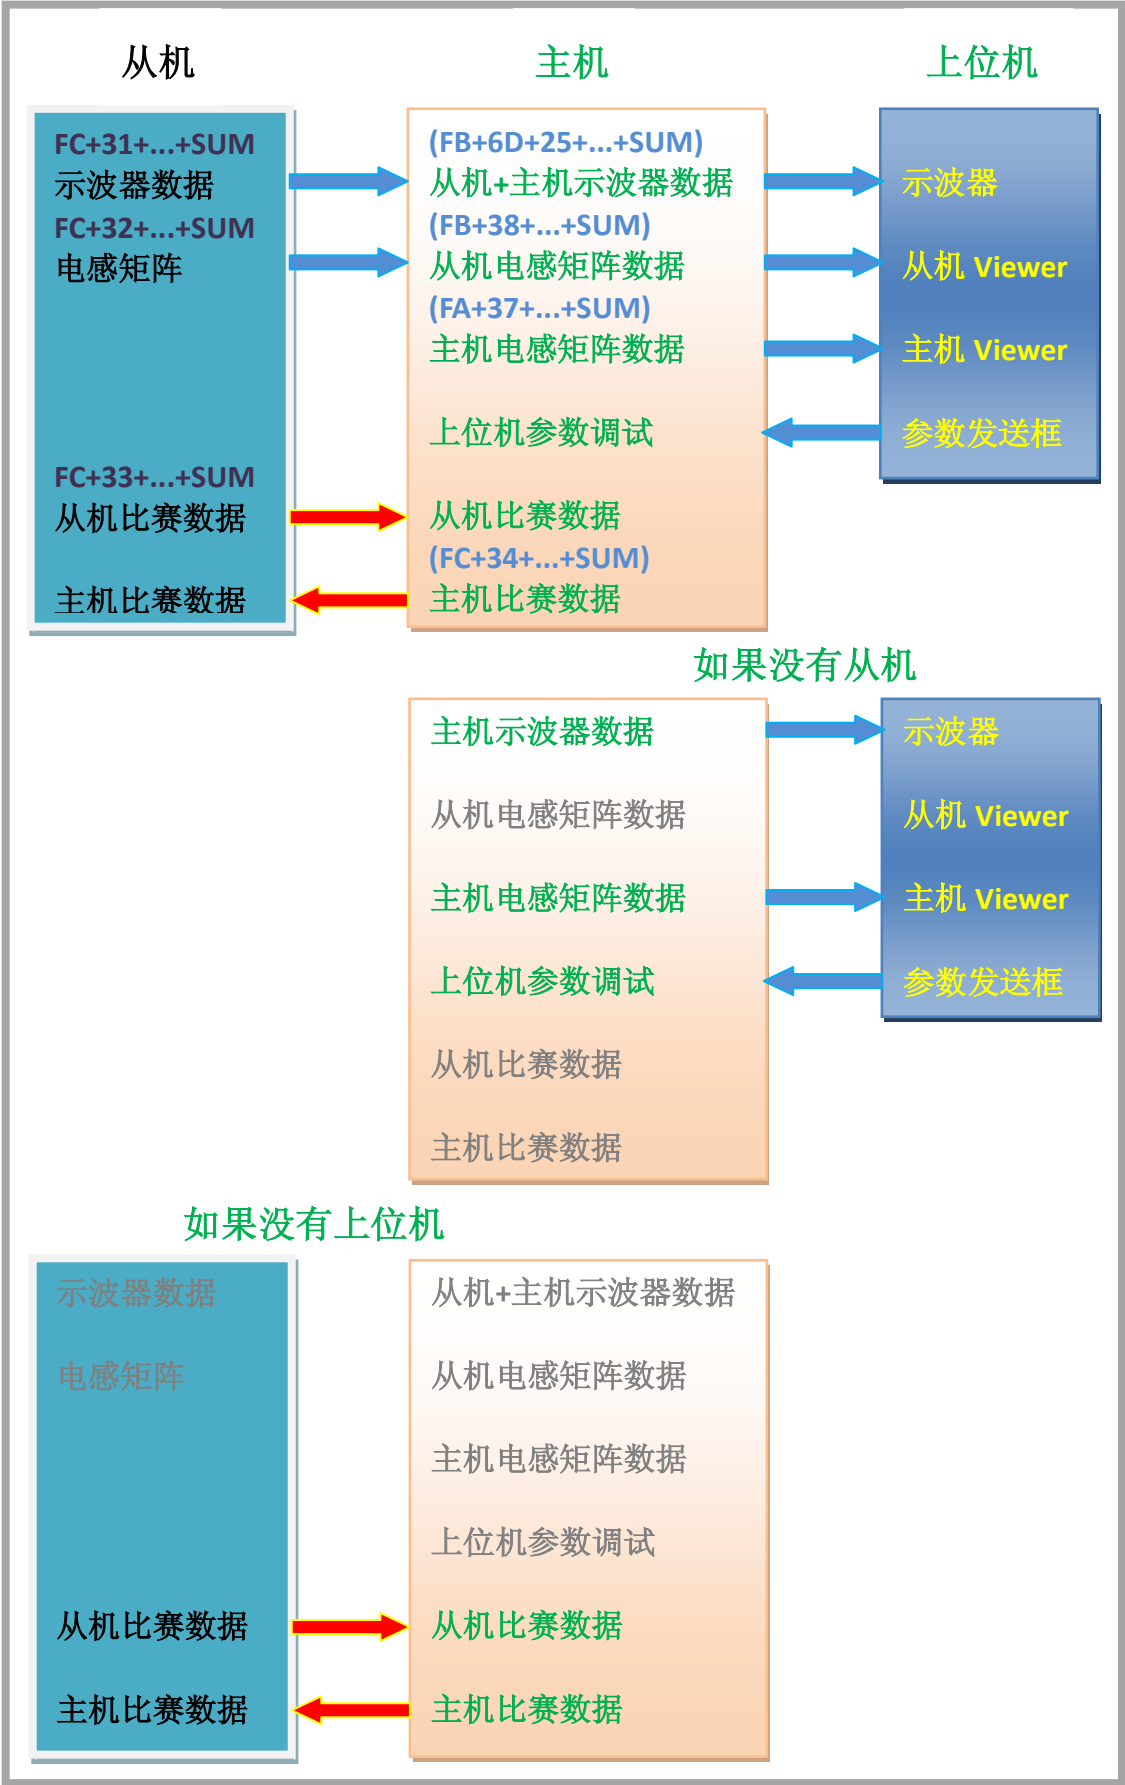 从机
主机
上位机
FC+31+...+SUM
示波器数据
FC+32+...+SUM
电感矩阵
FC+33+...+SUM
从机比赛数据
主机比赛数据
(FB+6D+25+...+SUM)
从机+主机示波器数据
(FB+38+...+SUM)
从机电感矩阵数据
(FA+37+...+SUM)
主机电感矩阵数据
上位机参数调试
从机比赛数据
(FC+34+...+SUM)
主机比赛数据
示波器
从机 Viewer
主机 Viewer
参数发送框
如果没有从机
主机示波器数据
从机电感矩阵数据
主机电感矩阵数据
上位机参数调试
从机比赛数据
主机比赛数据
示波器
从机 Viewer
主机 Viewer
参数发送框
如果没有上位机
示波器数据
电感矩阵
从机比赛数据
主机比赛数据
从机+主机示波器数据
从机电感矩阵数据
主机电感矩阵数据
上位机参数调试
从机比赛数据
主机比赛数据